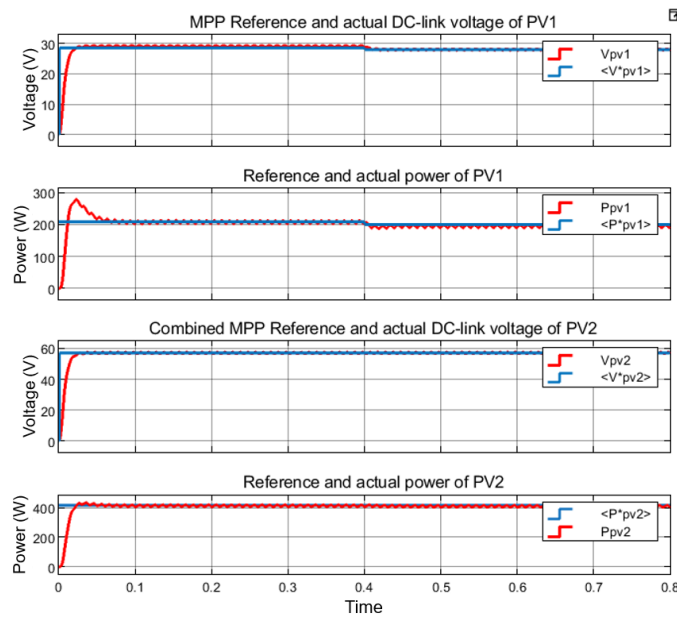 MPP Reference and actual DC-link voltage of PV1
Voltage (V)
30
20
10
0
Vpv1
<V*pv1>
Reference and actual power of PV1
Power (W)
300
200
100
0
Ppv1
<P*pv1>
Combined MPP Reference and actual DC-link voltage of PV2
Voltage (V)
60
40
20
0
Vpv2
<V*pv2>
Reference and actual power of PV2
Power (W)
400
200
0
<P*pv2>
Ppv2
0 0.1 0.2 0.3 0.4 0.5 0.6 0.7 0.8
Time